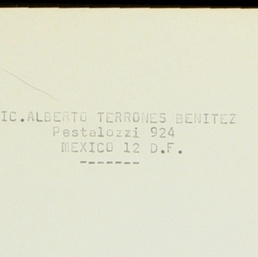 IC.ALBERTO TERRONES BENITEZ
Pestalozzi 924
MEXICO 12 D.F.
-------